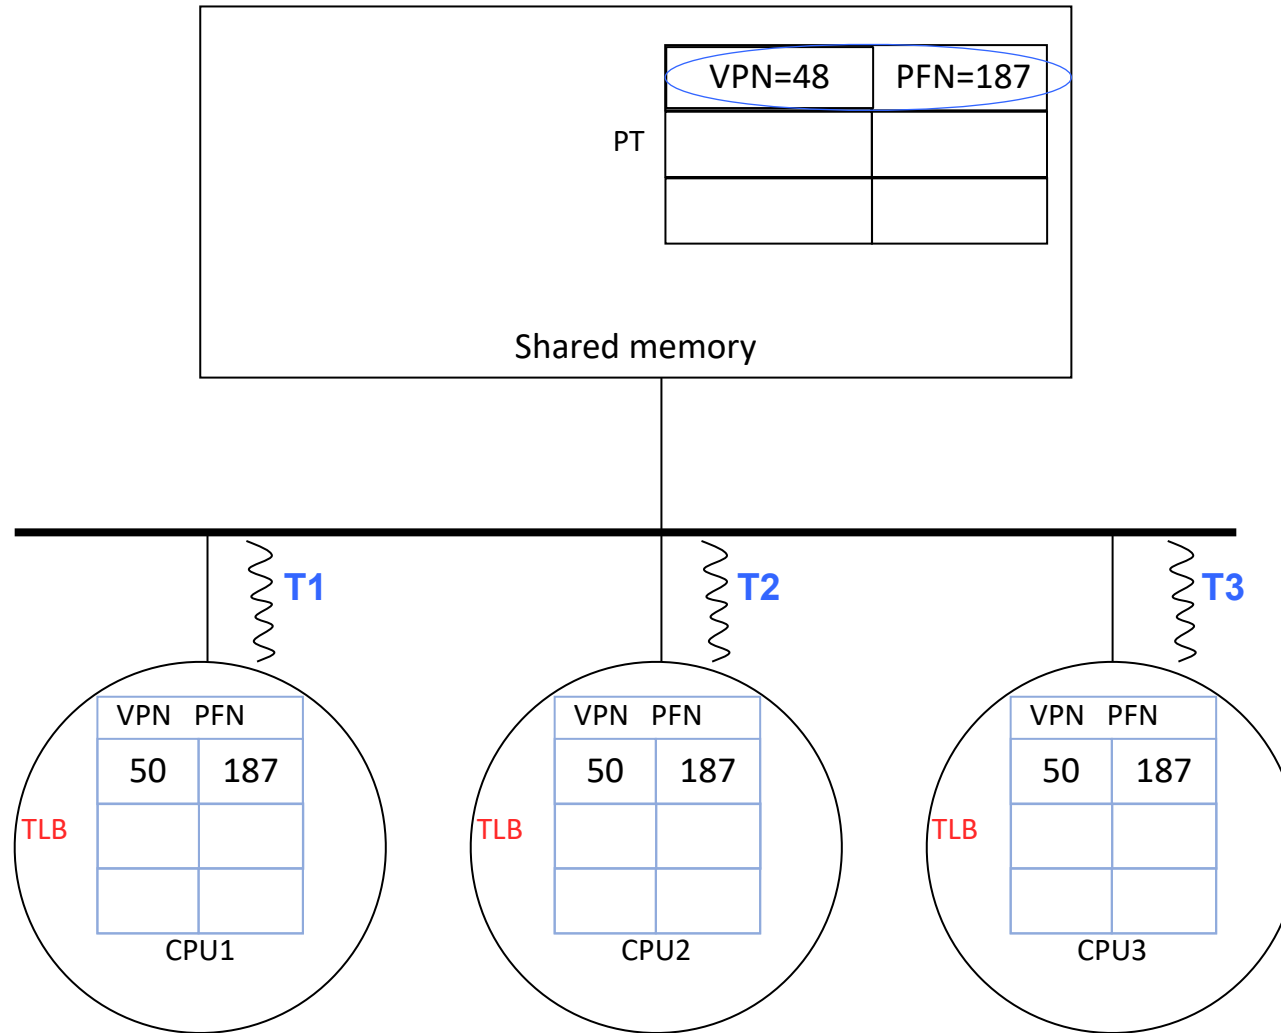 VPN=48 PFN=187
PT
Shared memory
T1 T2 T3
VPN PFN VPN PFN VPN PFN
50 187 50 187 50 187
TLB TLB TLB
CPU1 CPU2 CPU3